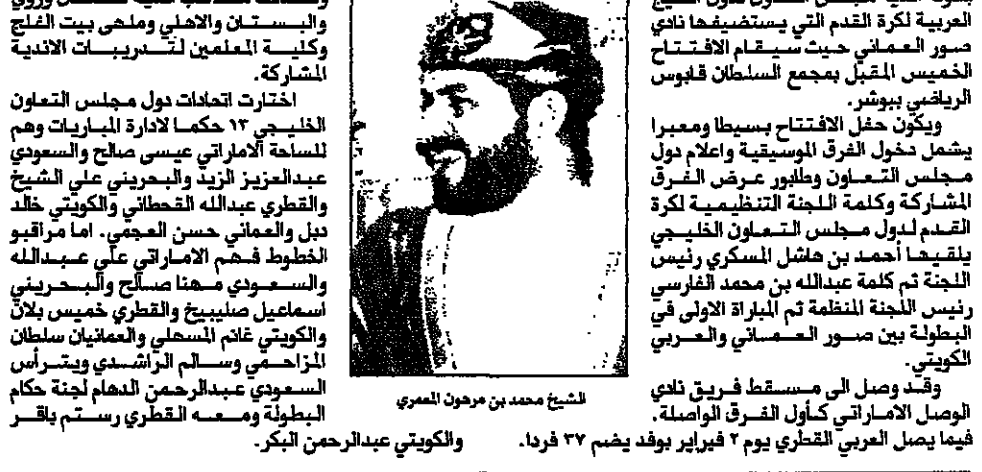 العربية لكرة القدم التي يستضيفها نادي
صور العماني حيث سيقام الافتتاح
الخميس المقبل بمجمع السلطان قابوس
الرياضي ببوشر.
ويكون حفل الافتتاح بسيطا ومعبرا
يشمل دخول الفرق الموسيقية واعلام دول
مجلس التعاون وطابور عرض الفرق
المشاركة وكلمة اللجنة التنظيمية لكرة
القدم لدول مجلس التعاون الخليجي
يلقيها أحمد بن هاشل المسكري رئيس
اللجنة ثم كلمة عبدالله بن محمد الفارسي
رئيس اللجنة المنظمة ثم المباراة الاولى في
البطولة بين صور العماني والعربي
الكويتي.
وقد وصل الى مسقط فريق نادي
الوصل الاماراتي كأول الفرق الواصلة.
فيما يصل العربي القطري يوم ٢ فبراير بوفد يضم ٣٧ فردا.
الشيخ محمد بن مرهون المعمري
والبستان والاهلي وملهى بيت الفلج
وكلية المعلمين لتدريبات الاندية
المشاركة.
اختارت اتحادات دول مجلس التعاون
الخليجي ١٣ حكما لادارة المباريات وهم
للساحة الاماراتي عيسى صالح والسعودي
عبدالعزيز الزيد والبحريني علي الشيخ
والقطري عبدالله القحطاني والكويتي خالد
دبل والعماني حسن العجمي. اما مراقبو
الخطوط فهم الاماراتي علي عبدالله
والسعودي مهنا صالح والبحريني
اسماعيل صليبيخ والقطري خميس بلان
والكويتي غانم السهلي والعمانيان سلطان
المزاحمي وسالم الراشدي ويترأس
السعودي عبدالرحمن الدهام لجنة حكام
البطولة ومعه القطري رستم باقر
والكويتي عبدالرحمن البكر.